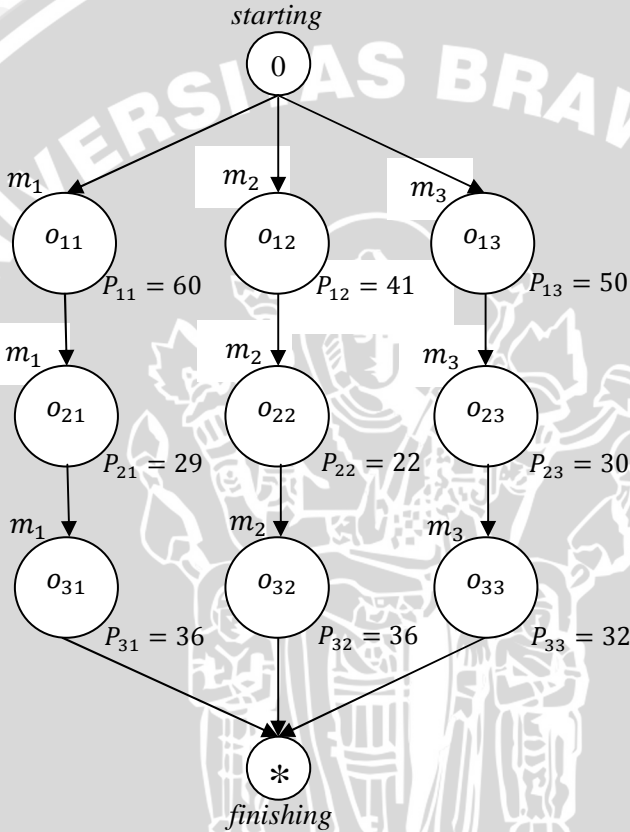 starting
0
VERSITAS BRAW
m₁ m₂ m₃
o₁₁ o₁₂ o₁₃
P₁₁ = 60 P₁₂ = 41 P₁₃ = 50
m₁ m₂ m₃
o₂₁ o₂₂ o₂₃
P₂₁ = 29 P₂₂ = 22 P₂₃ = 30
m₁ m₂ m₃
o₃₁ o₃₂ o₃₃
P₃₁ = 36 P₃₂ = 36 P₃₃ = 32
*
finishing